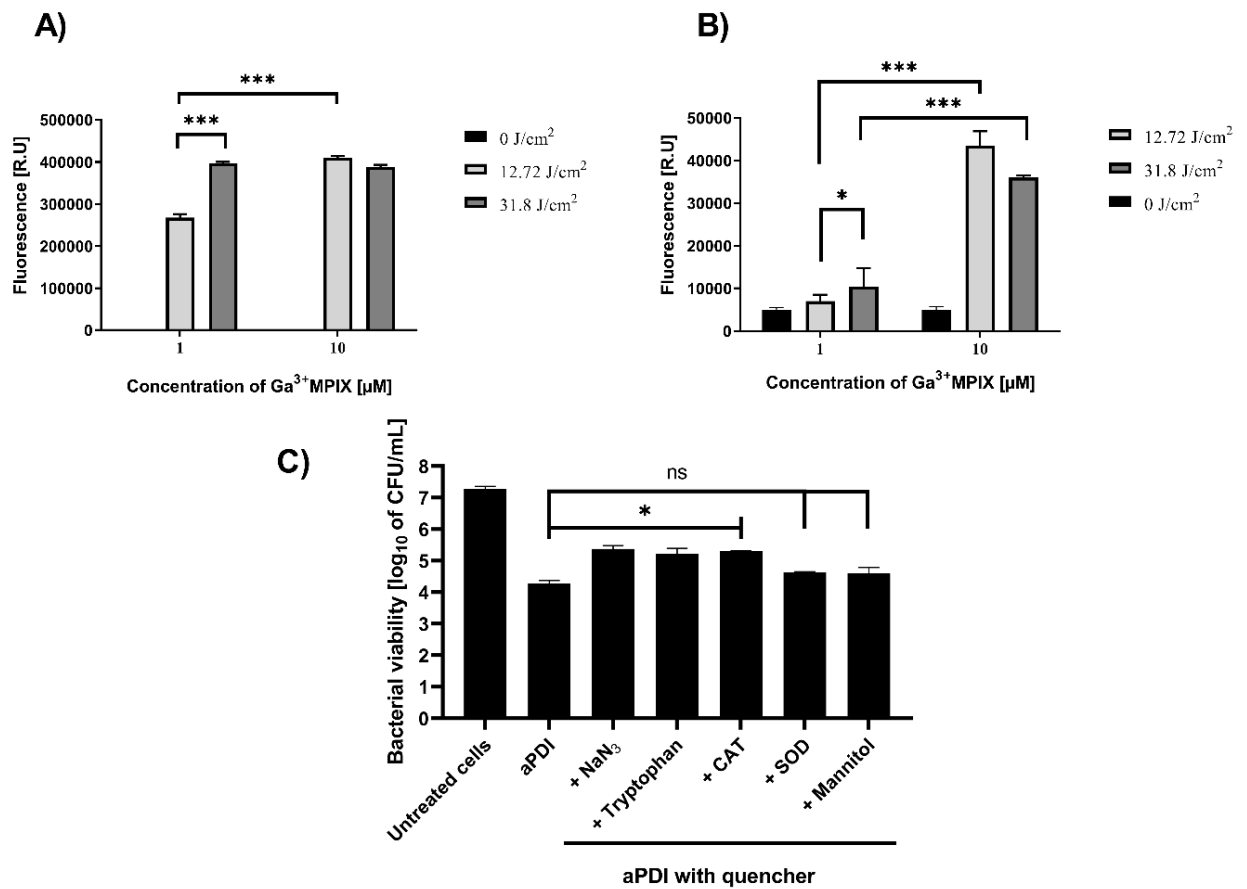 A)
***
***
500000
400000
300000
200000
100000
0
Fluorescence [R.U]
1
10
Concentration of Ga³⁺MPIX [µM]
0 J/cm²
12.72 J/cm²
31.8 J/cm²
B)
***
***
*
50000
40000
30000
20000
10000
0
Fluorescence [R.U]
1
10
Concentration of Ga³⁺MPIX [µM]
12.72 J/cm²
31.8 J/cm²
0 J/cm²
C)
ns
*
8
7
6
5
4
3
2
1
0
Bacterial viability [log₁₀ of CFU/mL]
Untreated cells
aPDI
+ NaN₃
+ Tryptophan
+ CAT
+ SOD
+ Mannitol
aPDI with quencher